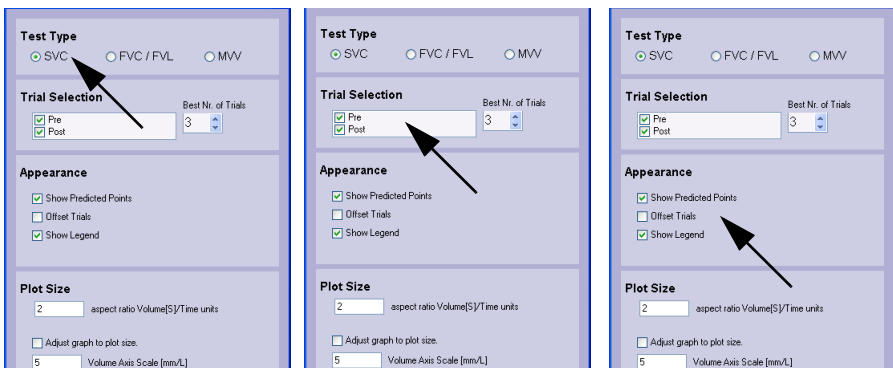 Test Type
SVC FVC / FVL MVV
Trial Selection
Best Nr. of Trials
Pre
Post
3
Appearance
Show Predicted Points
Offset Trials
Show Legend
Plot Size
2 aspect ratio Volume[S]/Time units
Adjust graph to plot size.
5 Volume Axis Scale [mm/L]
Test Type
SVC FVC / FVL MVV
Trial Selection
Best Nr. of Trials
Pre
Post
3
Appearance
Show Predicted Points
Offset Trials
Show Legend
Plot Size
2 aspect ratio Volume[S]/Time units
Adjust graph to plot size.
5 Volume Axis Scale [mm/L]
Test Type
SVC FVC / FVL MVV
Trial Selection
Best Nr. of Trials
Pre
Post
3
Appearance
Show Predicted Points
Offset Trials
Show Legend
Plot Size
2 aspect ratio Volume[S]/Time units
Adjust graph to plot size.
5 Volume Axis Scale [mm/L]